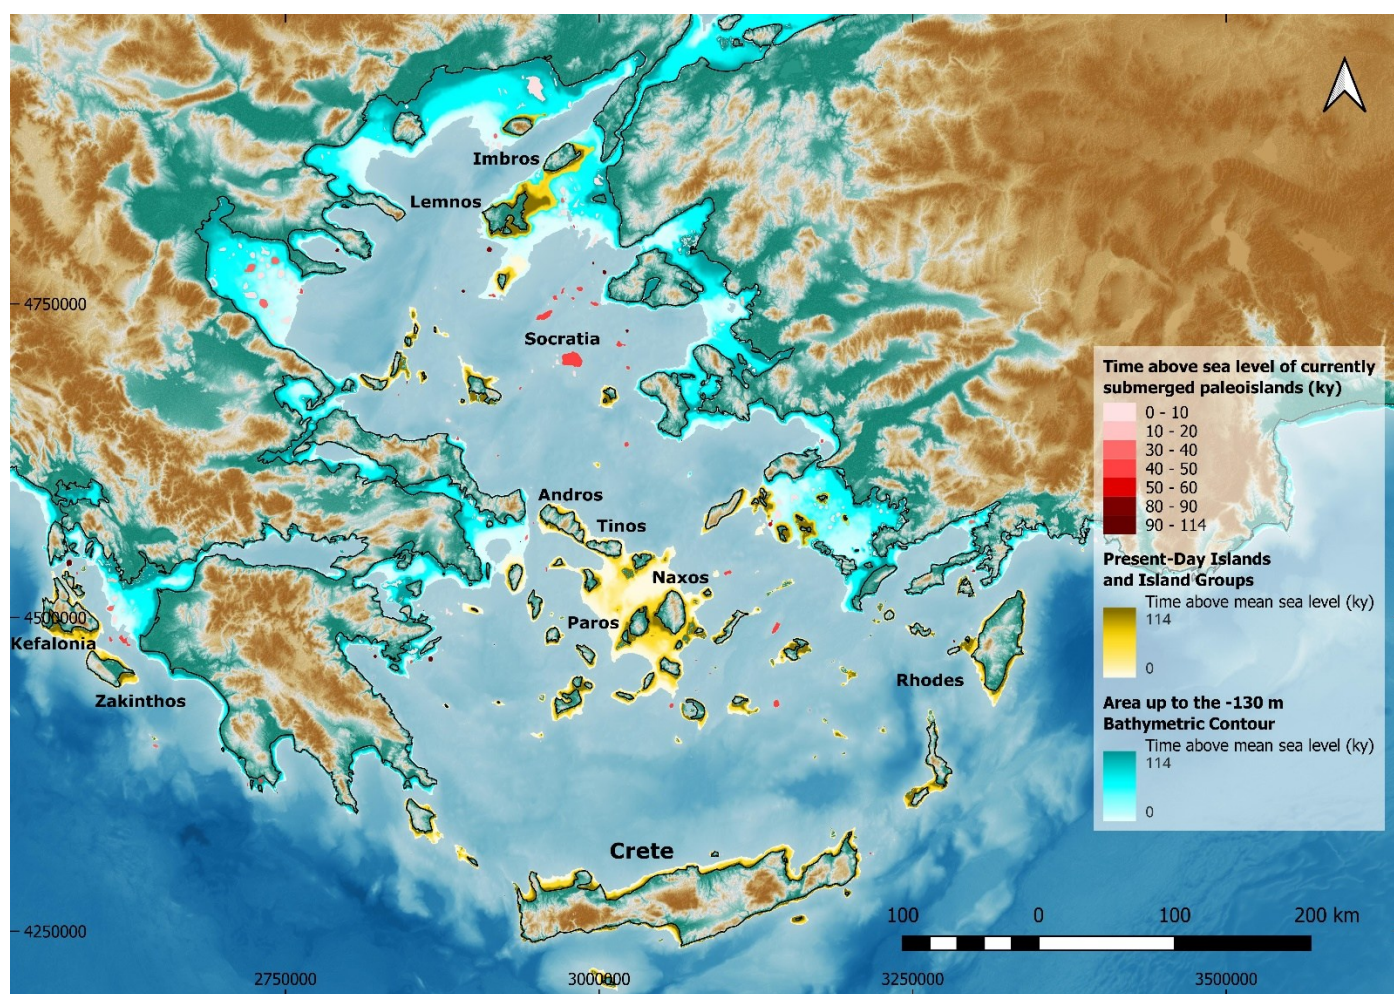 Imbros
Lemnos
4750000
Socratia
Time above sea level of currently
submerged paleoislands (ky)
0 - 10
10 - 20
30 - 40
40 - 50
50 - 60
80 - 90
90 - 114
Andros
Tinos
Naxos
Present-Day Islands
and Island Groups
Time above mean sea level (ky)
114
0
4500000
Paros
Kefalonia
Rhodes
Zakinthos
Area up to the -130 m
Bathymetric Contour
Time above mean sea level (ky)
114
0
Crete
100 0 100 200 km
4250000
2750000 3000000 3250000 3500000